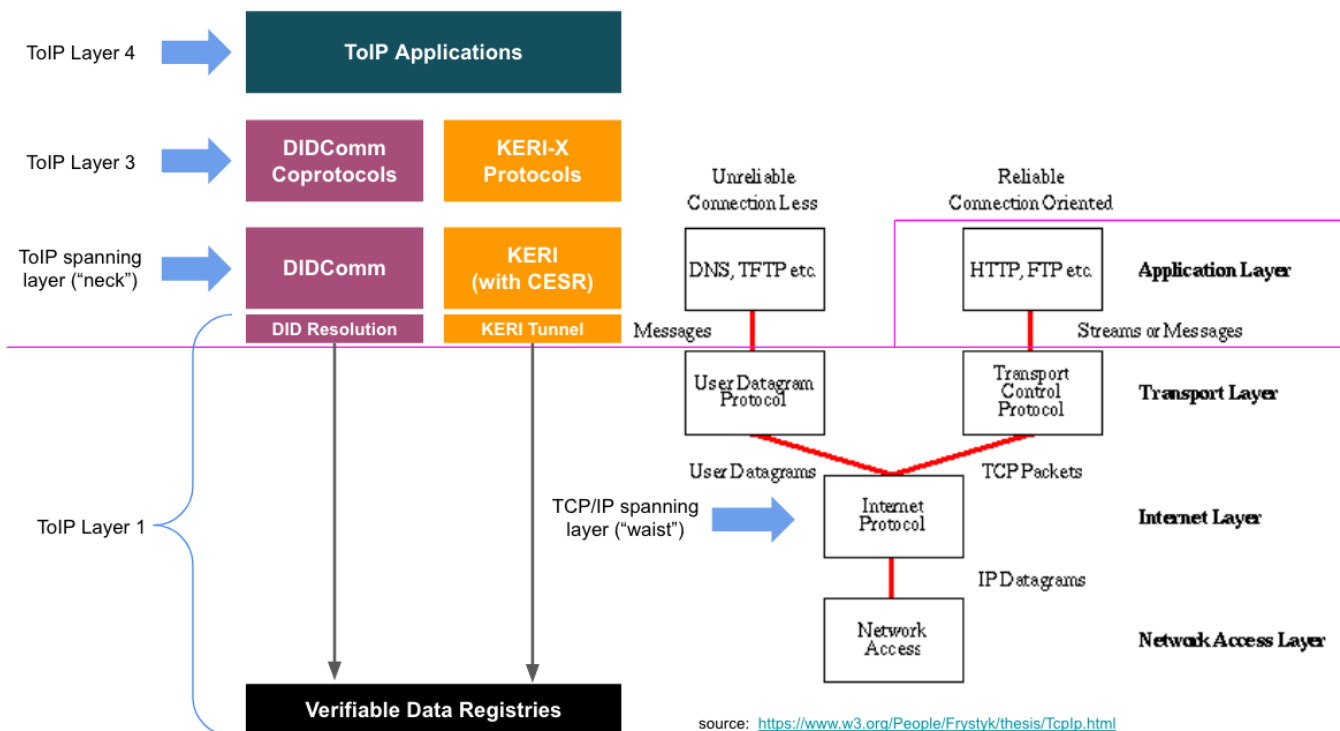 ToIP Layer 4
ToIP Applications
ToIP Layer 3
DIDComm
Coprotocols
KERI-X
Protocols
Unreliable
Connection Less
Reliable
Connection Oriented
ToIP spanning
layer (“neck”)
DIDComm
KERI
(with CESR)
DNS, TFTP etc.
HTTP, FTP etc.
Application Layer
DID Resolution
KERI Tunnel
Messages
Streams or Messages
User Datagram
Protocol
Transport
Control
Protocol
Transport Layer
User Datagrams
TCP Packets
ToIP Layer 1
TCP/IP spanning
layer (“waist”)
Internet
Protocol
Internet Layer
IP Datagrams
Network
Access
Network Access Layer
Verifiable Data Registries
source: https://www.w3.org/People/Frystyk/thesis/TcpIp.html